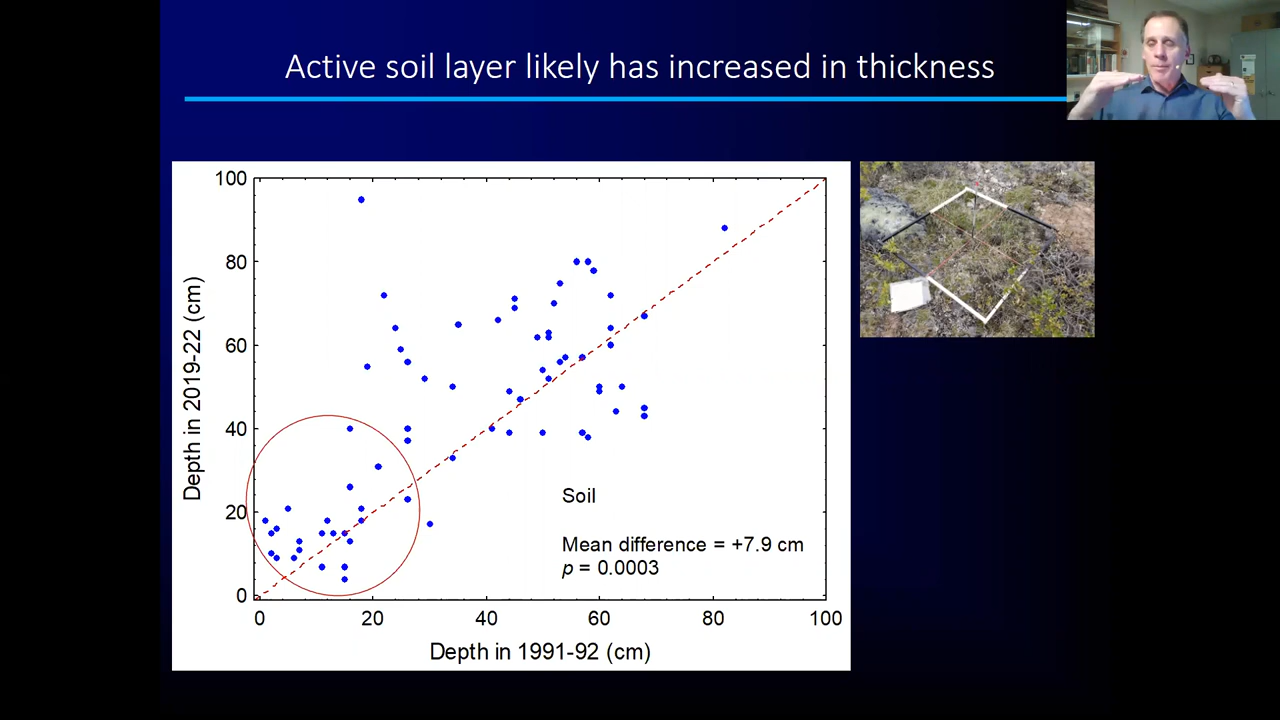 Active soil layer likely has increased in thickness
100
80
60
40
20
0
Depth in 2019-22 (cm)
Soil
Mean difference = +7.9 cm
p = 0.0003
0 20 40 60 80 100
Depth in 1991-92 (cm)